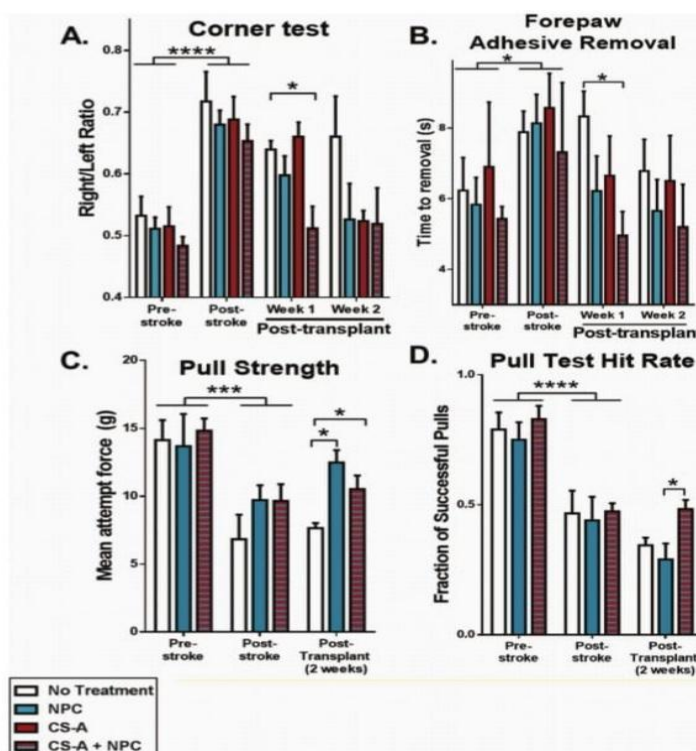 A.
Corner test
Right/Left Ratio
0.8
0.7
0.6
0.5
0.4
****
*
Pre-
stroke
Post-
stroke
Week 1
Week 2
Post-transplant
B.
Forepaw
Adhesive Removal
Time to removal (s)
8
6
4
*
*
Pre-
stroke
Post-
stroke
Week 1
Week 2
Post-transplan
C.
Pull Strength
Mean attempt force (g)
20
15
10
5
0
***
*
*
Pre-
stroke
Post-
stroke
Post-
Transplant
(2 weeks)
D.
Pull Test Hit Rate
Fraction of Successful Pulls
1.0
0.5
0.0
****
*
Pre-
stroke
Post-
stroke
Post-
Transplant
(2 weeks)
No Treatment
NPC
CS-A
CS-A + NPC